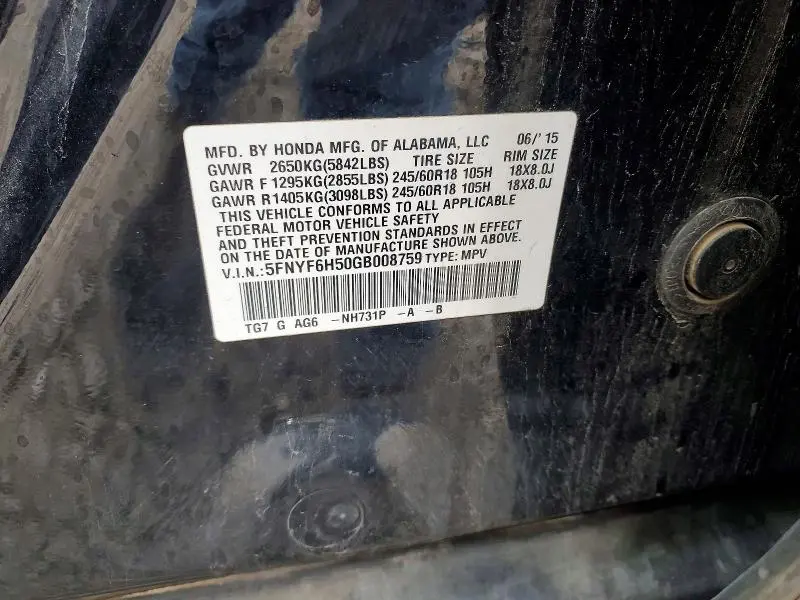 MFD. BY HONDA MFG. OF ALABAMA, LLC 06/'15
GVWR 2650KG(5842LBS) TIRE SIZE RIM SIZE
GAWR F 1295KG(2855LBS) 245/60R18 105H 18X8.0J
GAWR R1405KG(3098LBS) 245/60R18 105H 18X8.0J
THIS VEHICLE CONFORMS TO ALL APPLICABLE
FEDERAL MOTOR VEHICLE SAFETY
AND THEFT PREVENTION STANDARDS IN EFFECT
ON THE DATE OF MANUFACTURE SHOWN ABOVE.
V.I.N.:5FNYF6H50GB008759 TYPE: MPV
TG7 G AG6 -NH731P -A -B